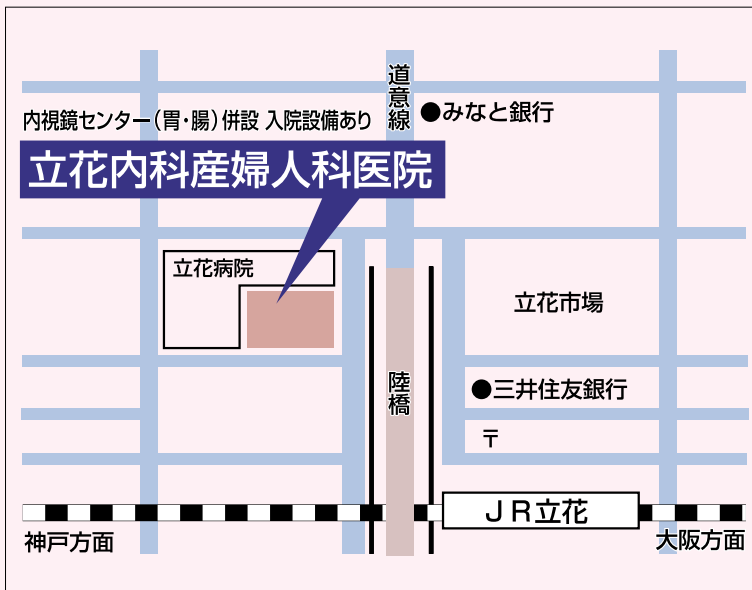 道意線
●みなと銀行
内視鏡センター(胃・腸)併設 入院設備あり
立花内科産婦人科医院
立花病院
立花市場
陸橋
●三井住友銀行
〒
JR立花
神戸方面
大阪方面